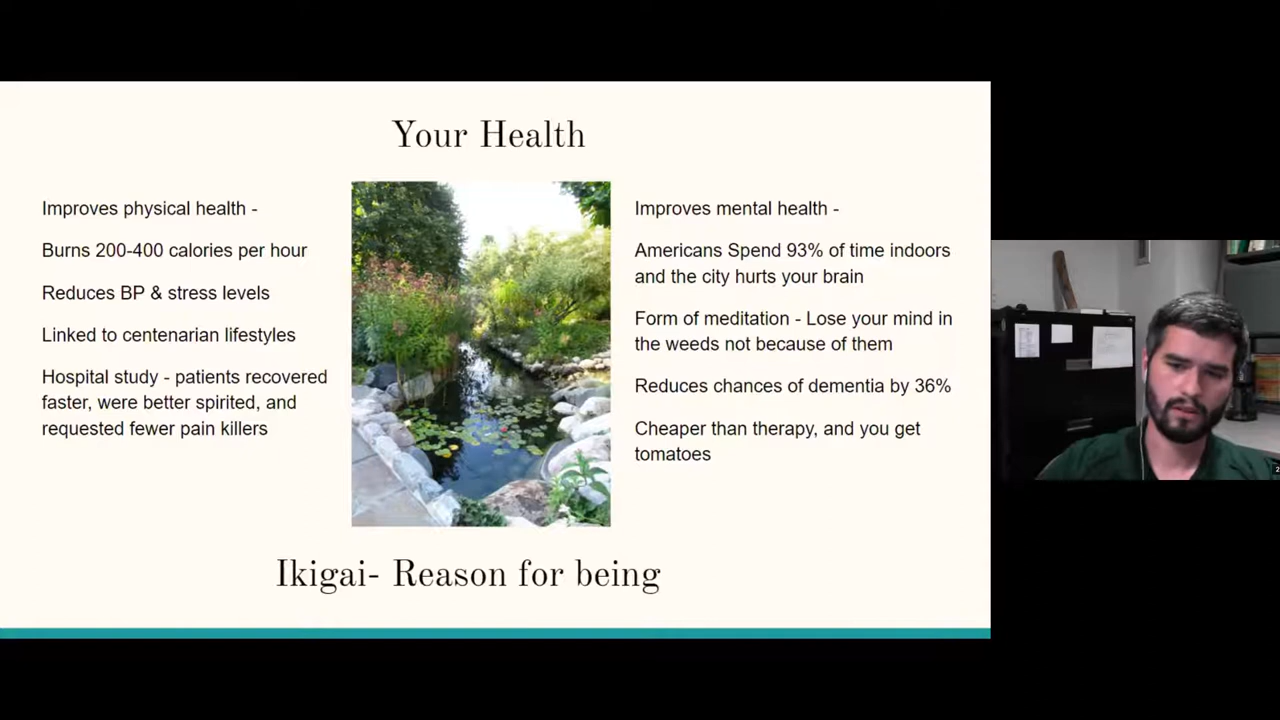 Your Health
Improves physical health -
Burns 200-400 calories per hour
Reduces BP & stress levels
Linked to centenarian lifestyles
Hospital study - patients recovered
faster, were better spirited, and
requested fewer pain killers
Improves mental health -
Americans Spend 93% of time indoors
and the city hurts your brain
Form of meditation - Lose your mind in
the weeds not because of them
Reduces chances of dementia by 36%
Cheaper than therapy, and you get
tomatoes
Ikigai- Reason for being